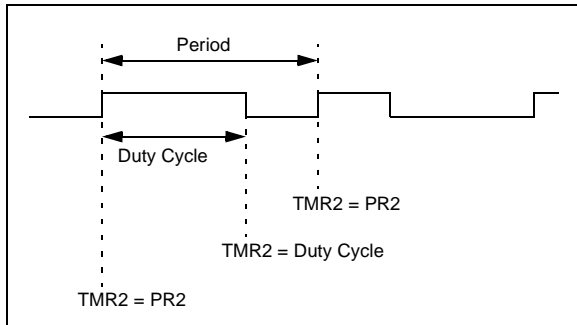 Period
Duty Cycle
TMR2 = PR2
TMR2 = Duty Cycle
TMR2 = PR2